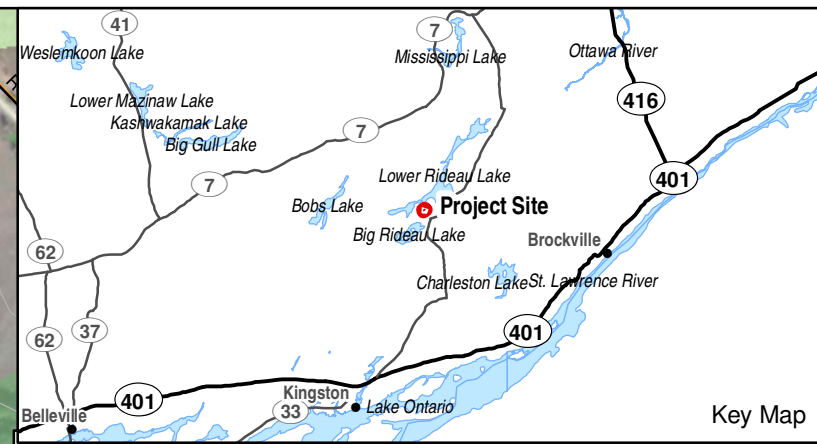 41
7
Weslemkoon Lake
Mississippi Lake
Ottawa River
R
Lower Mazinaw Lake
416
Kashwakamak Lake
7
Big Gull Lake
Lower Rideau Lake
401
7
Bobs Lake
Project Site
Big Rideau Lake
Brockville
62
Charleston Lake
St. Lawrence River
62
37
401
Kingston
401
33
Lake Ontario
Belleville
Key Map